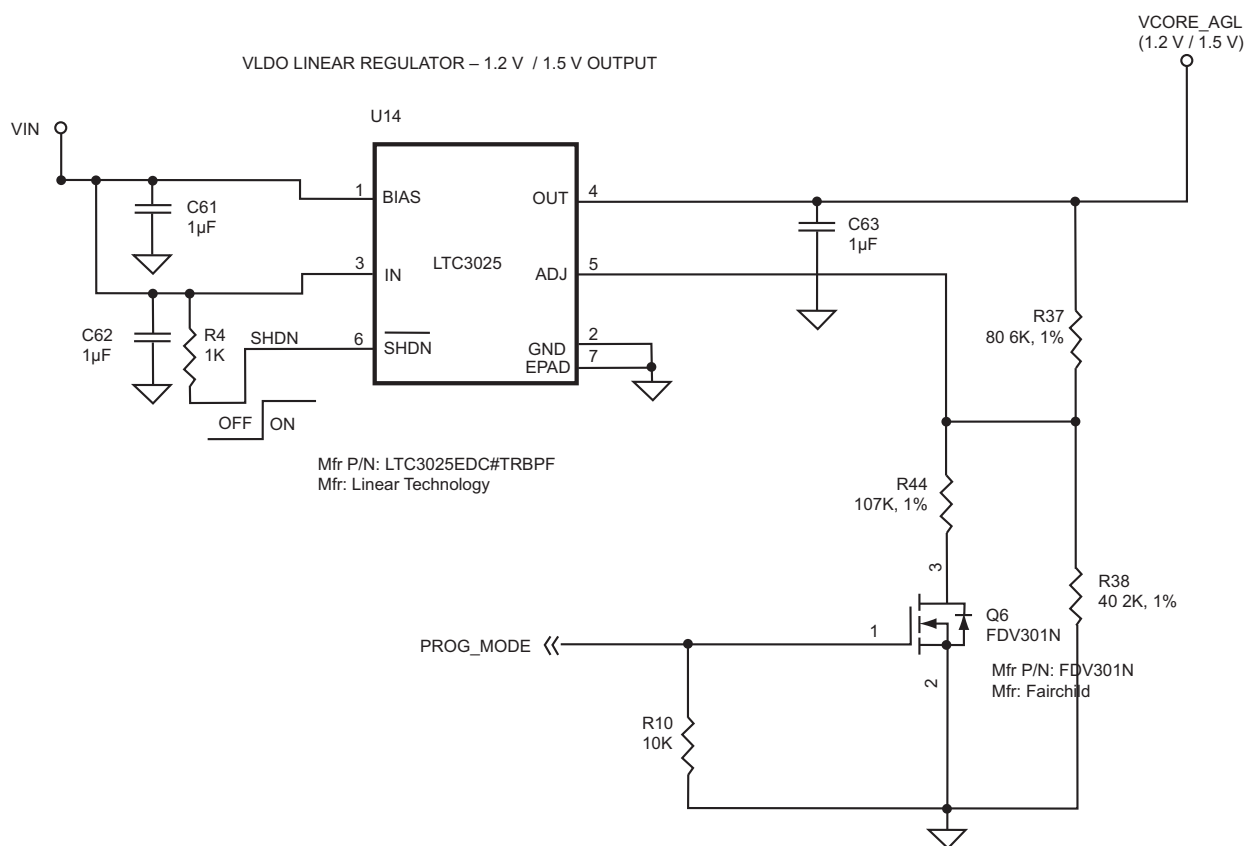 VCORE_AGL
(1.2 V / 1.5 V)
VLDO LINEAR REGULATOR – 1.2 V / 1.5 V OUTPUT
U14
VIN
1
BIAS
OUT
4
C61
1µF
C63
1µF
3
IN
LTC3025
ADJ
5
C62
1µF
R4
1K
SHDN
6
SHDN
GND
2
EPAD
7
R37
80 6K, 1%
OFF
ON
Mfr P/N: LTC3025EDC#TRBPF
Mfr: Linear Technology
R44
107K, 1%
3
R38
40 2K, 1%
Q6
FDV301N
PROG_MODE
1
2
Mfr P/N: FDV301N
Mfr: Fairchild
R10
10K